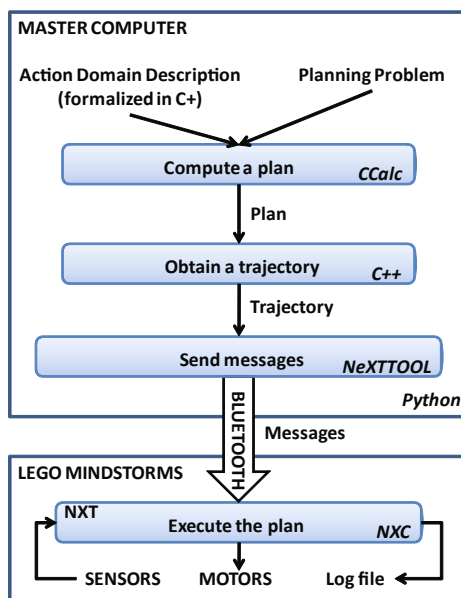 MASTER COMPUTER
Action Domain Description
(formalized in C+)
Planning Problem
Compute a plan
CCalc
Plan
Obtain a trajectory
C++
Trajectory
Send messages
NeXTTOOL
Python
BLUETOOTH
Messages
LEGO MINDSTORMS
NXT
Execute the plan
NXC
SENSORS
MOTORS
Log file